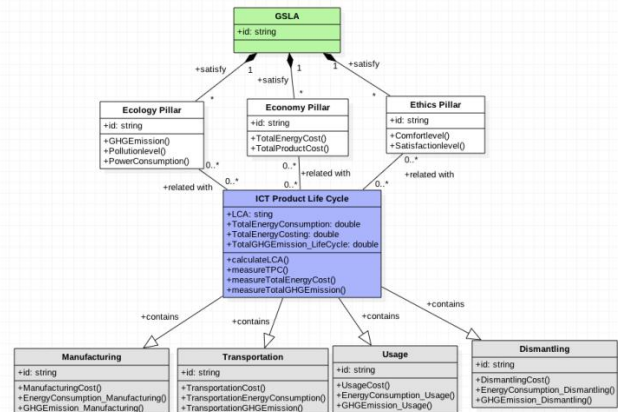 GSLA
+id: string
+satisfy
1
+satisfy
1
1
+satisfy
*
*
*
Ecology Pillar
+id: string
+GHGEmission()
+Pollutionlevel()
+PowerConsumption()
Economy Pillar
+id: string
+TotalEnergyCost()
+TotalProductCost()
Ethics Pillar
+id: string
+Comfortlevel()
+Satisfactionlevel()
0..*
0..*
0..*
+related with
0..*
0..*
+related with
0..*
+related with
ICT Product Life Cycle
+LCA: sting
+TotalEnergyConsumption: double
+TotalEnergyCosting: double
+TotalGHGEmission_LifeCycle: double
+calculateLCA()
+measureTPC()
+measureTotalEnergyCost()
+measureTotalGHGEmission()
+contains
+contains
+contains
+contains
Manufacturing
+id: string
+ManufacturingCost()
+EnergyConsumption_Manufacturing()
+GHGEmission_Manufacturing()
Transportation
+id: string
+TransportationCost()
+TransportationEnergyConsumption()
+TransportationGHGEmission()
Usage
+id: string
+UsageCost()
+EnergyConsumption_Usage()
+GHGEmission_Usage()
Dismantling
+id: string
+DismantlingCost()
+EnergyConsumption_Dismantling()
+GHGEmission_Dismantling()